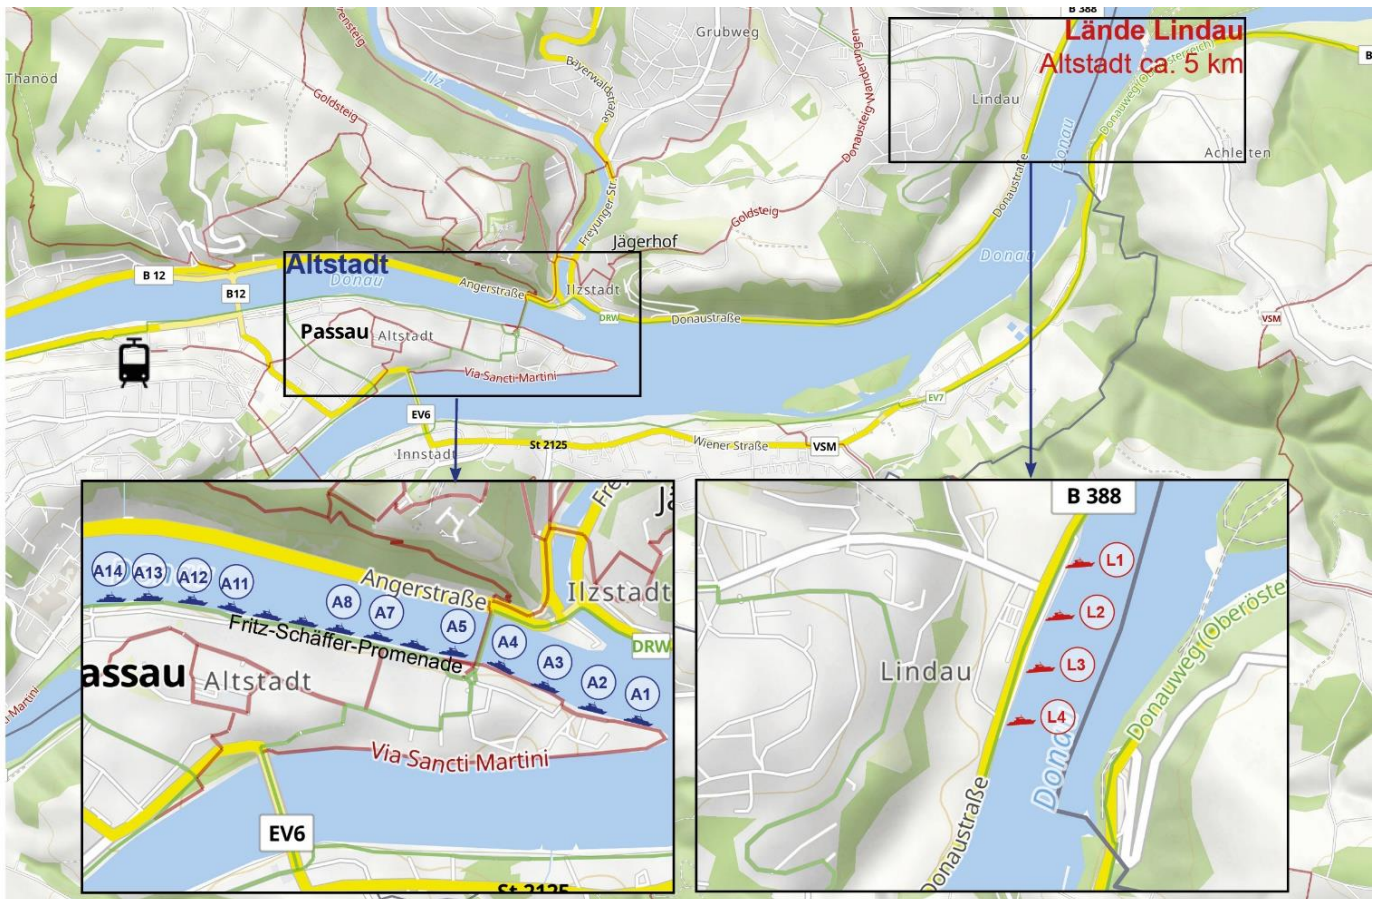 B 388
Lände Lindau
Altstadt ca. 5 km
Grubweg
Thanöd
Ilz
Bayerwaldstraße
Goldsteig
Donausteig Wanderungen
Lindau
Donau
Achleiten
Freyunger Str.
Goldsteig
Donaustraße
Jägerhof
Donau
B 12
B12
Altstadt
Donau
Angerstraße
Ilzstadt
DRW
Donaustraße
VSM
Passau
Altstadt
Via Sancti Martini
EV6
EV7
St 2125
Wiener Straße
VSM
Innstadt
A14
A13
A12
A11
A8
A7
A5
A4
A3
A2
A1
Angerstraße
Ilzstadt
Fritz-Schäffer-Promenade
DRW
assau
Altstadt
Via Sancti Martini
EV6
St 2125
B 388
L1
L2
L3
L4
Lindau
Donau
Donaustraße
Donauweg(Oberöste